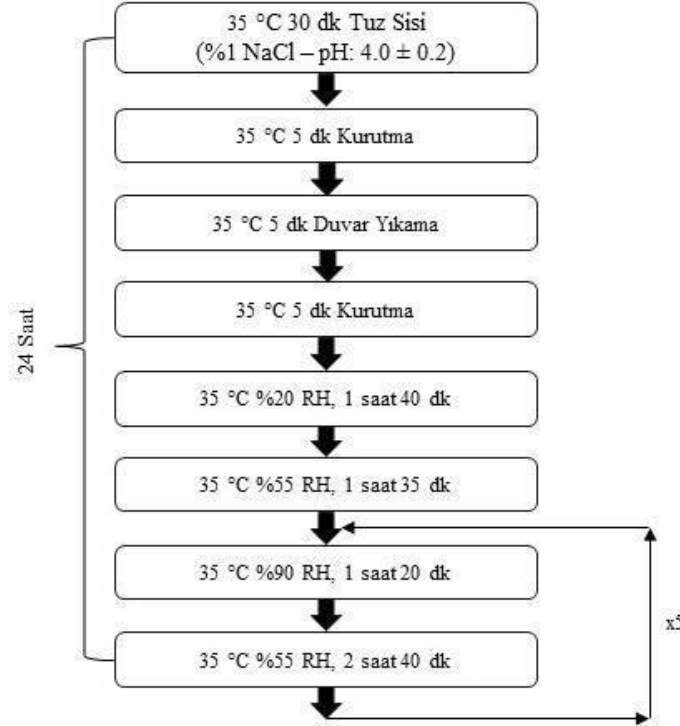 35 °C 30 dk Tuz Sisi
(%1 NaCl – pH: 4.0 ± 0.2)
35 °C 5 dk Kurutma
35 °C 5 dk Duvar Yıkama
35 °C 5 dk Kurutma
24 Saat
35 °C %20 RH, 1 saat 40 dk
35 °C %55 RH, 1 saat 35 dk
35 °C %90 RH, 1 saat 20 dk
x5
35 °C %55 RH, 2 saat 40 dk